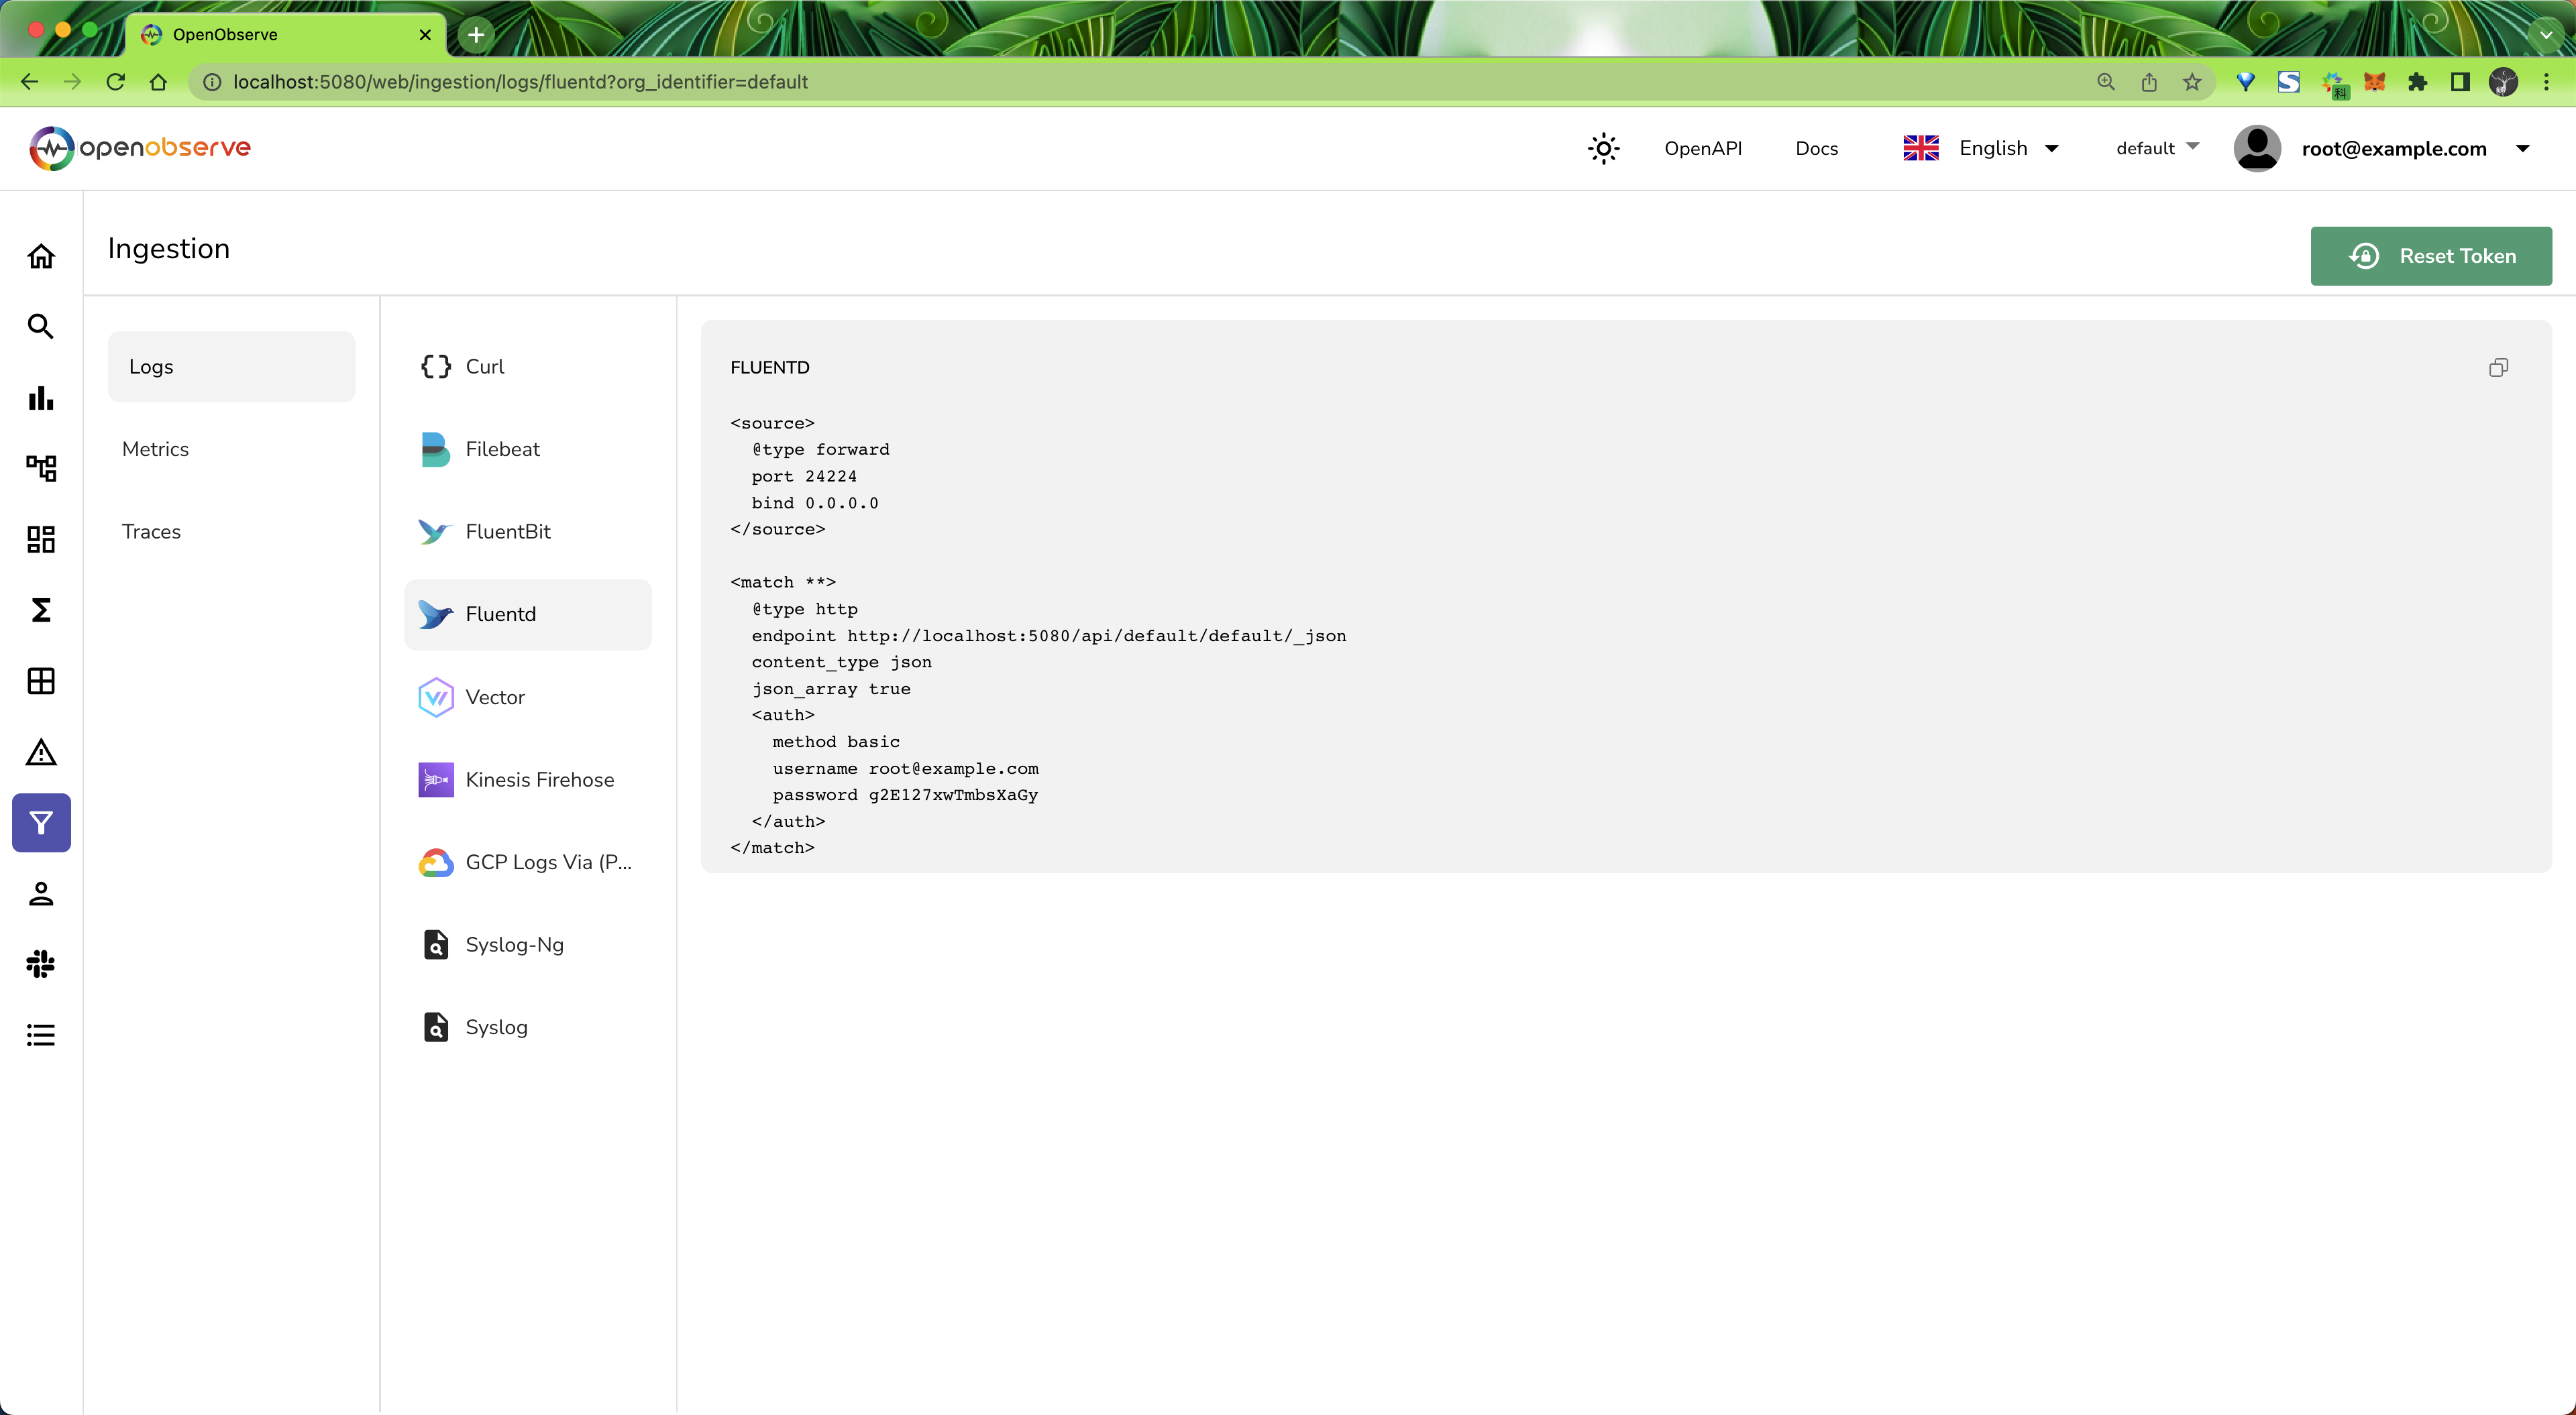 OpenObserve
localhost:5080/web/ingestion/logs/fluentd?org_identifier=default
科
openobserve
OpenAPI
Docs
English
default
root@example.com
Ingestion
Reset Token
Logs
Metrics
Traces
Curl
Filebeat
FluentBit
Fluentd
Vector
Kinesis Firehose
GCP Logs Via (P...
Syslog-Ng
Syslog
FLUENTD
<source>
  @type forward
  port 24224
  bind 0.0.0.0
</source>

<match **>
  @type http
  endpoint http://localhost:5080/api/default/default/_json
  content_type json
  json_array true
  <auth>
    method basic
    username root@example.com
    password g2E127xwTmbsXaGy
  </auth>
</match>